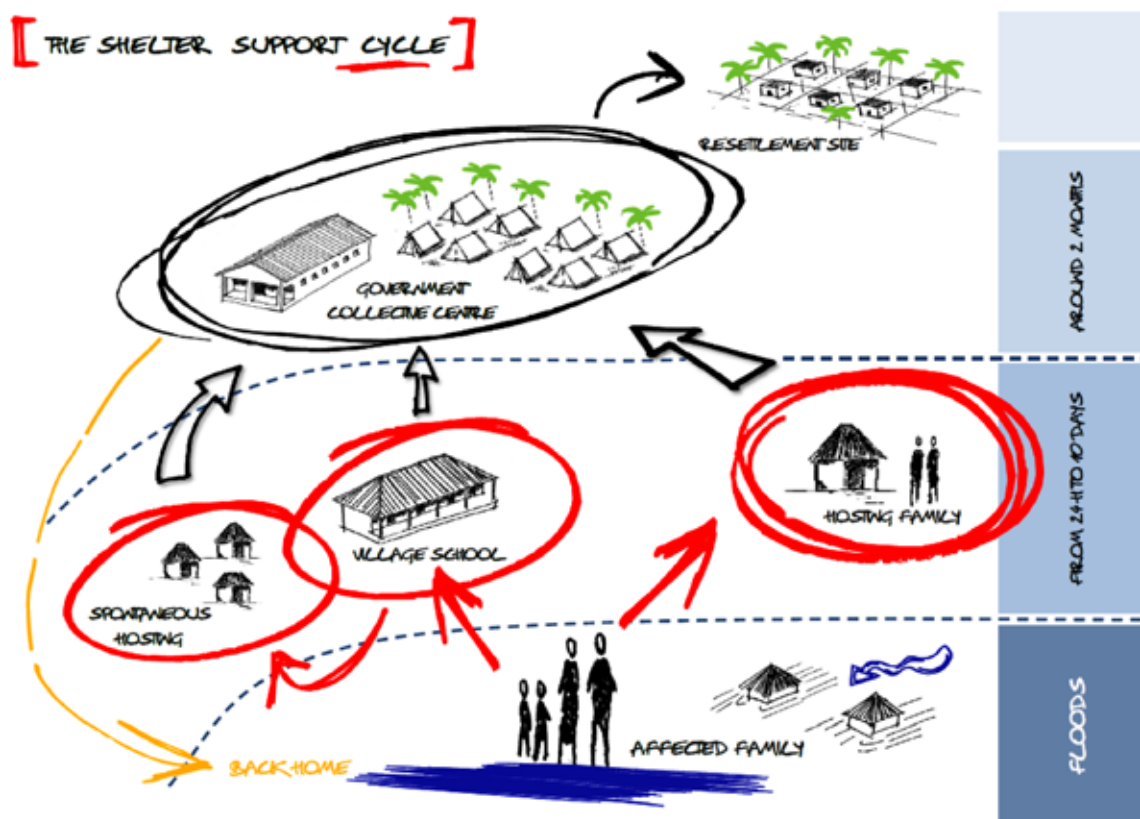 THE SHELTER SUPPORT CYCLE
RESETTLEMENT SITE
AROUND 2 MONTHS
GOVERNMENT
COLLECTIVE CENTRE
FROM 24H TO 10 DAYS
HOSTING FAMILY
VILLAGE SCHOOL
SPONTANEOUS
HOSTING
FLOODS
AFFECTED FAMILY
BACK HOME